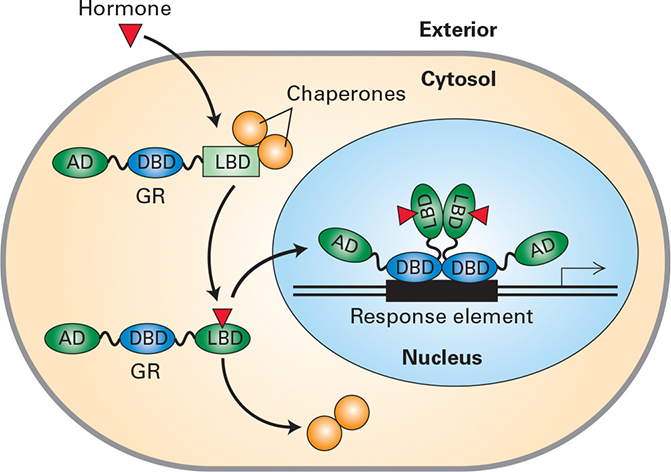 Hormone
Exterior
Cytosol
Chaperones
AD
DBD
LBD
GR
LBD
LBD
AD
AD
DBD
DBD
Response element
Nucleus
AD
DBD
LBD
GR